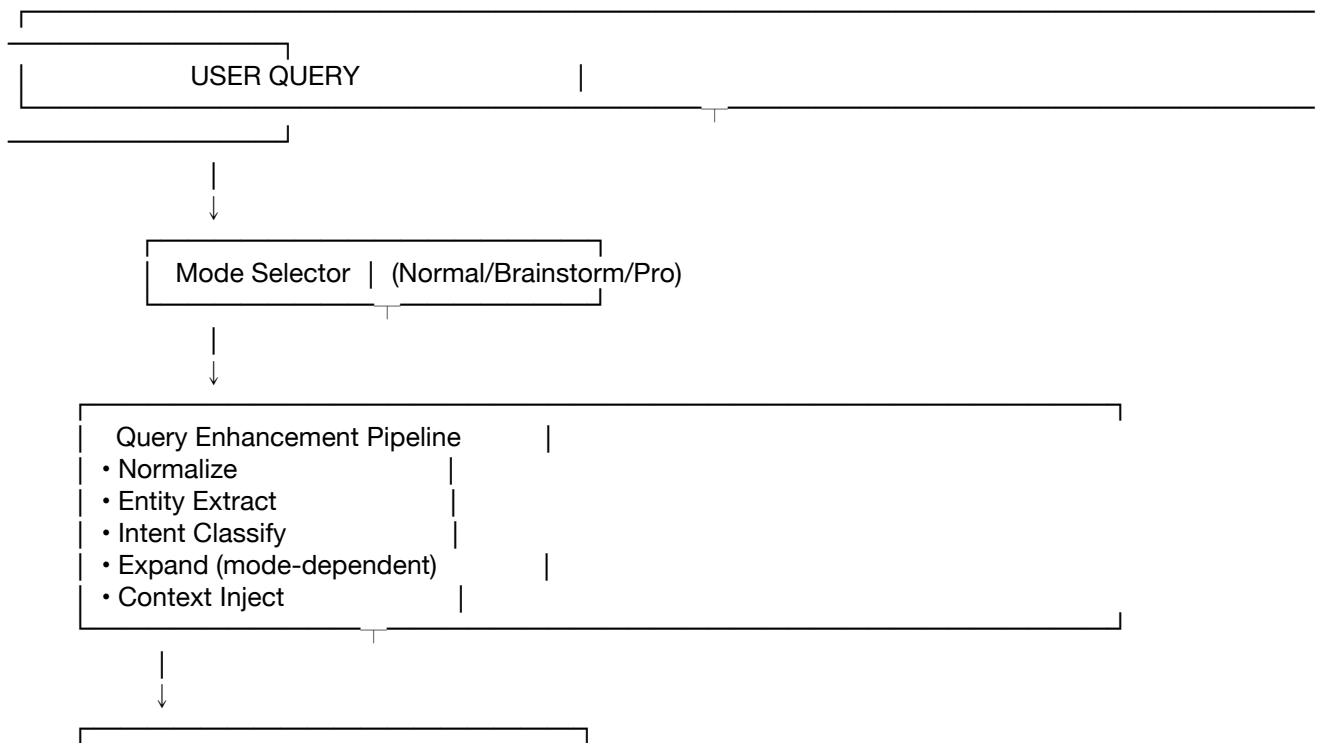 USER QUERY
Mode Selector | (Normal/Brainstorm/Pro)
Query Enhancement Pipeline
• Normalize
• Entity Extract
• Intent Classify
• Expand (mode-dependent)
• Context Inject